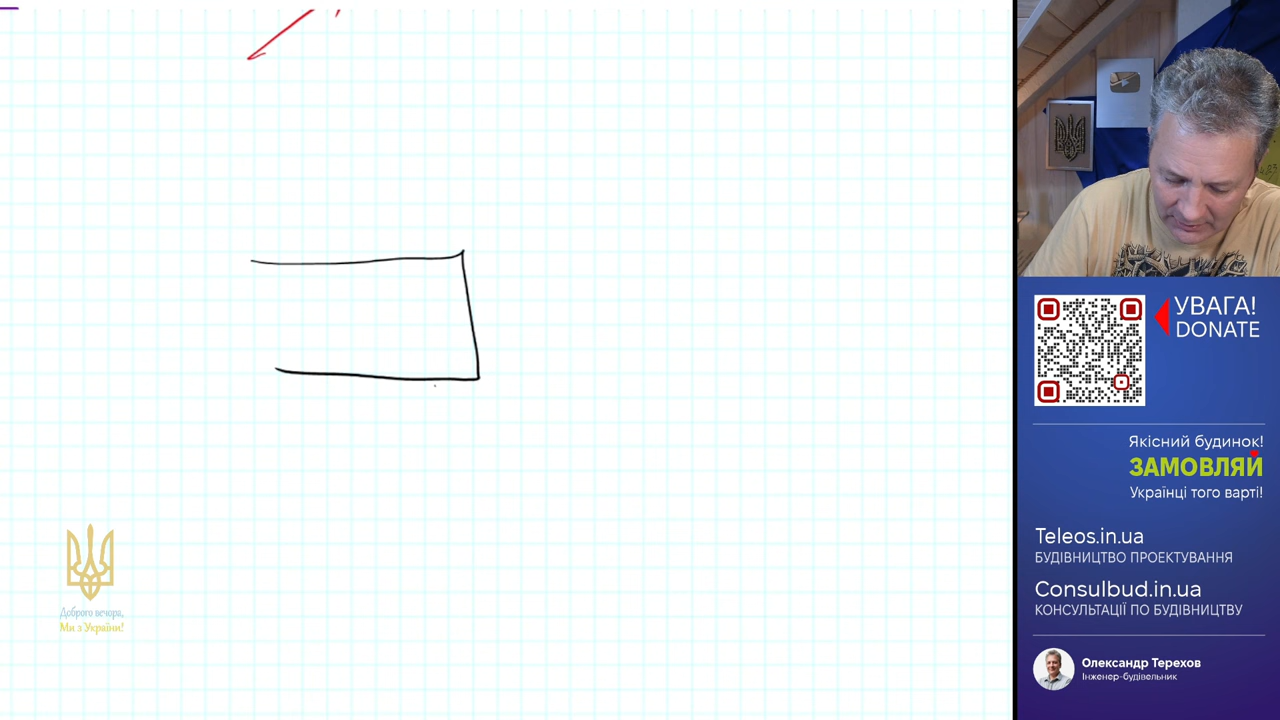 Доброго вечора,
Ми з України!
УВАГА!
DONATE
Якісний будинок!
ЗАМОВЛЯЙ
Українці того варті!
Teleos.in.ua
БУДІВНИЦТВО ПРОЕКТУВАННЯ
Consulbud.in.ua
КОНСУЛЬТАЦІЇ ПО БУДІВНИЦТВУ
Олександр Терехов
Інженер-будівельник